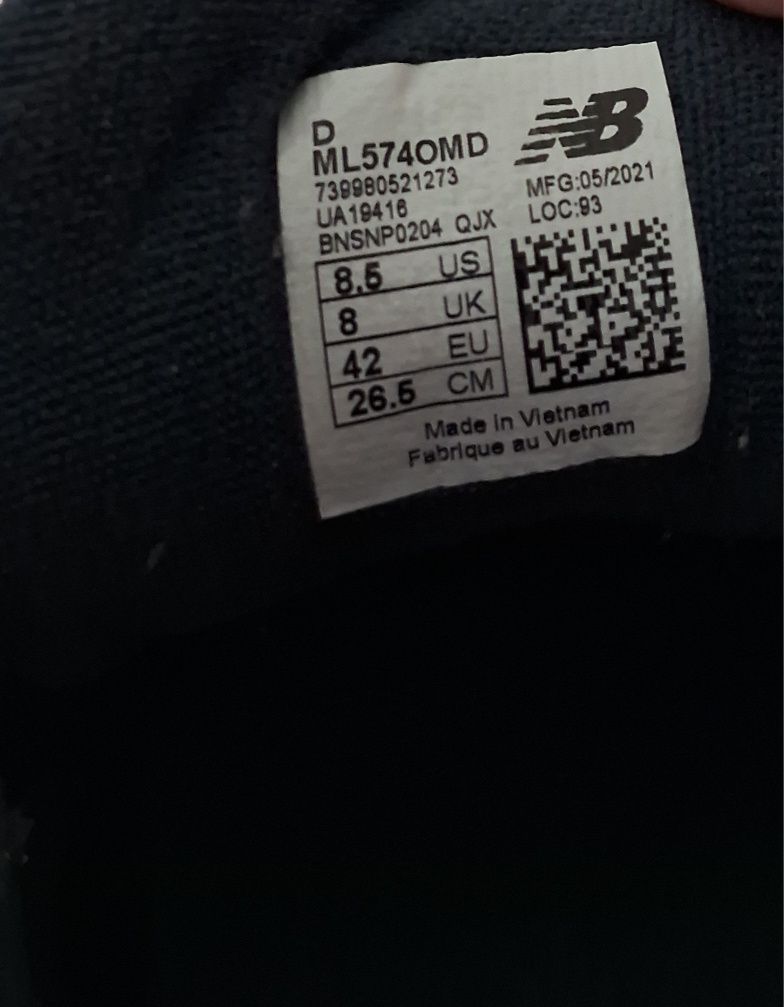 D
ML574OMD
739980521273
UA19416
BNSNP0204 QJX
NB
MFG:05/2021
LOC:93
8.5 US
8 UK
42 EU
26.5 CM
Made in Vietnam
Fabrique au Vietnam